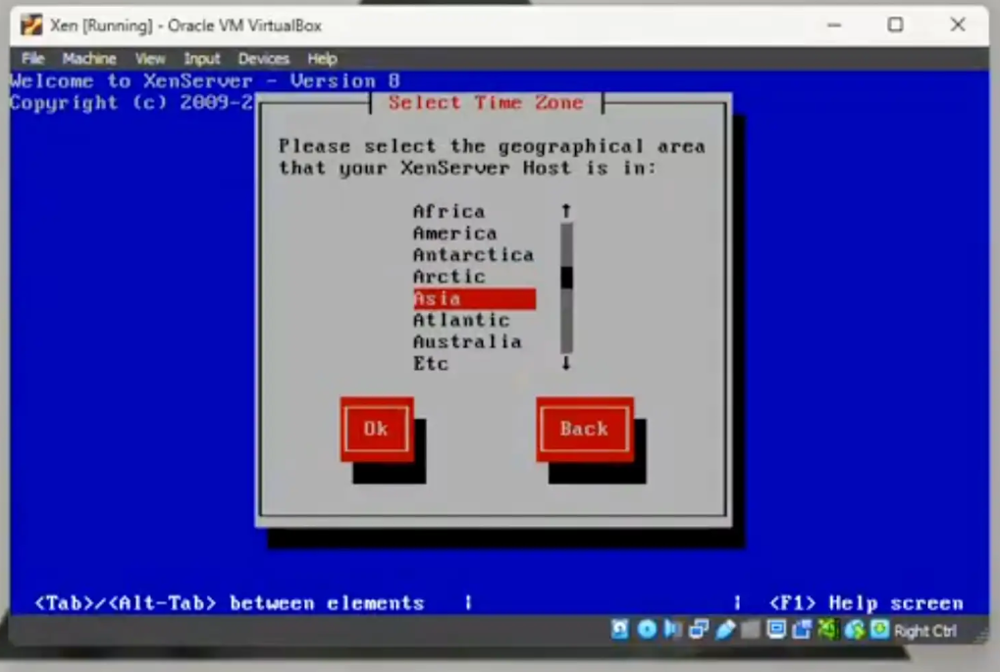 Xen [Running] - Oracle VM VirtualBox
File Machine View Input Devices Help
Welcome to XenServer - Version 8
Copyright (c) 2009-2
Select Time Zone
Please select the geographical area
that your XenServer Host is in:
Africa
America
Antarctica
Arctic
Asia
Atlantic
Australia
Etc
Ok Back
<Tab>/<Alt-Tab> between elements | | <F1> Help screen
Right Ctrl